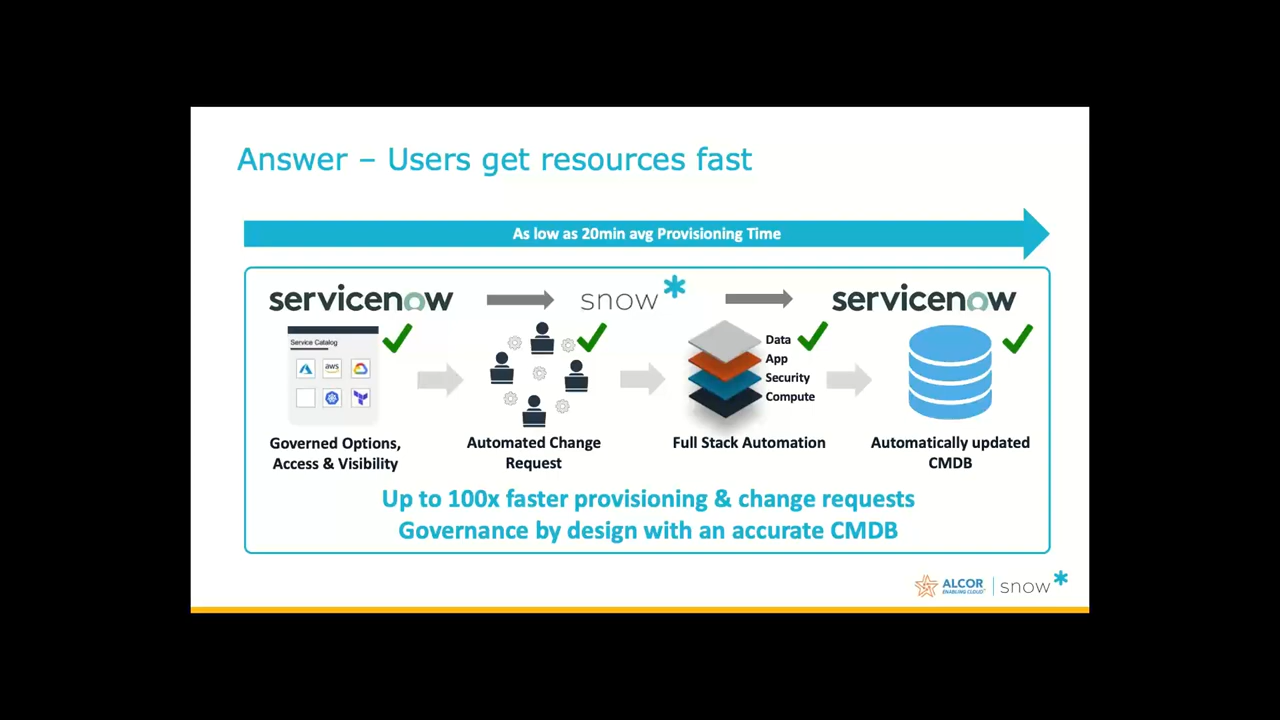 Answer – Users get resources fast
As low as 20min avg Provisioning Time
servicenow
snow
servicenow
Service Catalog
aws
Data
App
Security
Compute
Governed Options,
Access & Visibility
Automated Change
Request
Full Stack Automation
Automatically updated
CMDB
Up to 100x faster provisioning & change requests
Governance by design with an accurate CMDB
ALCOR
ENABLING CLOUD
snow